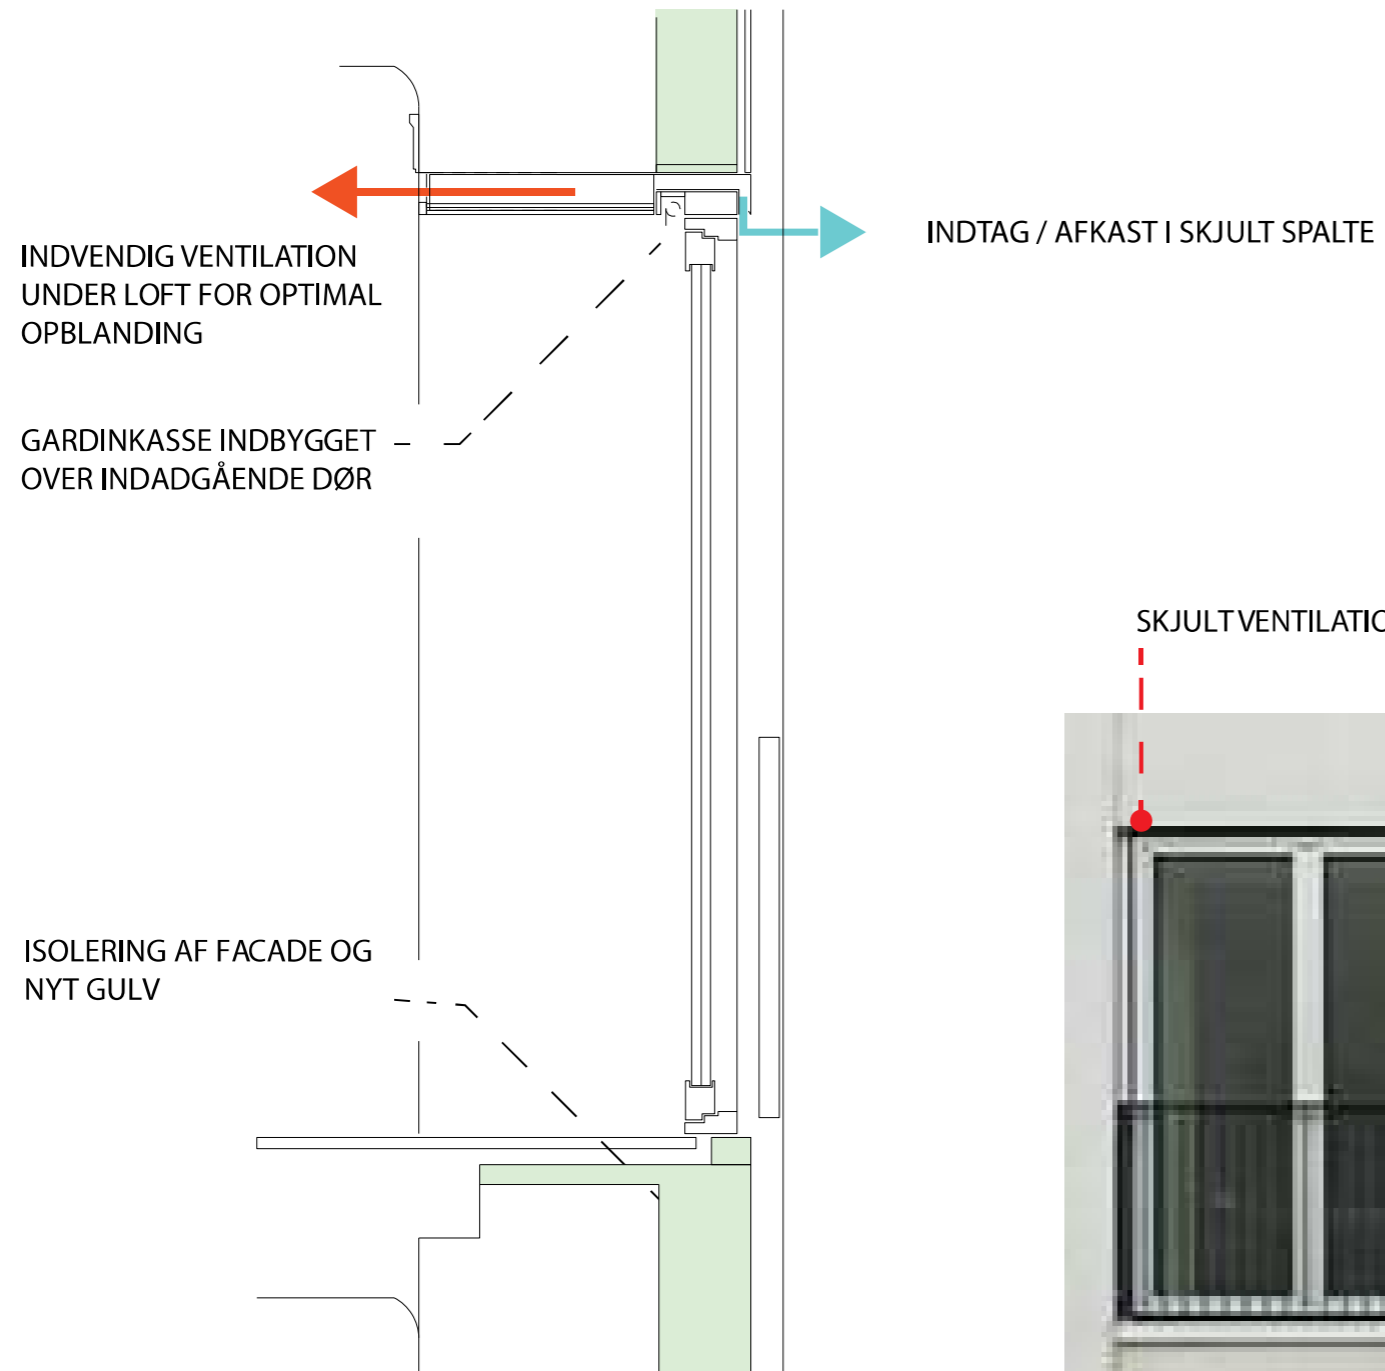 INDTAG / AFKAST I SKJULT SPALTE
INDVENDIG VENTILATION
UNDER LOFT FOR OPTIMAL
OPBLANDING
GARDINKASSE INDBYGGET
OVER INDADGÅENDE DØR
SKJULT
ISOLERING AF FACADE OG
NYT GULV